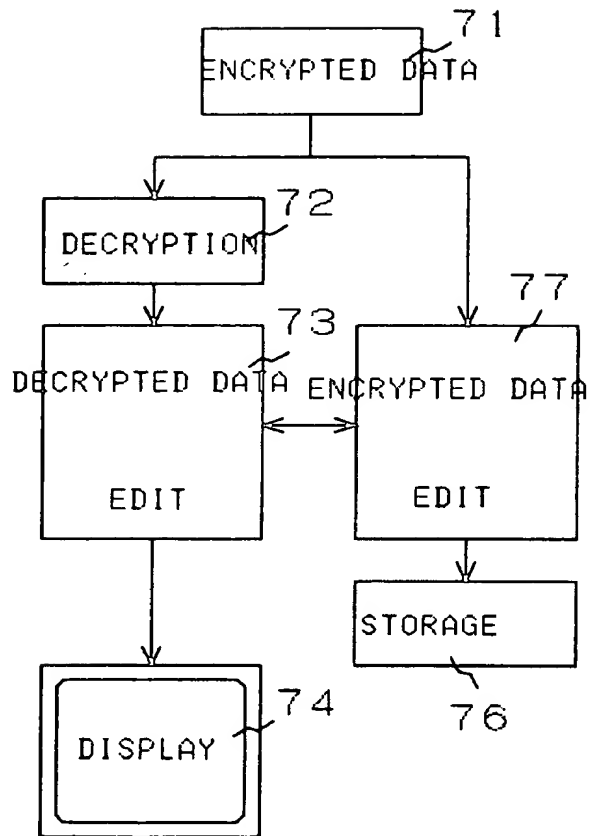 71
ENCRYPTED DATA
72
DECRYPTION
77
73
DECRYPTED DATA
ENCRYPTED DATA
EDIT
EDIT
STORAGE
76
74
DISPLAY